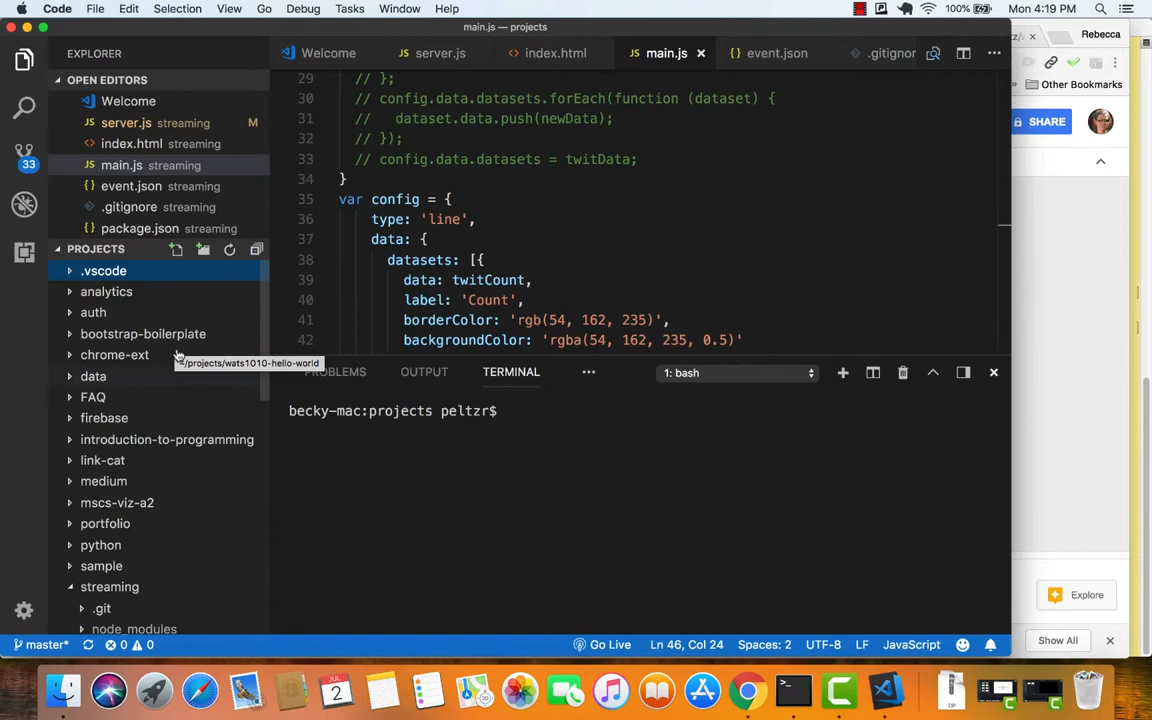 Code File Edit Selection View Go Debug Tasks Window Help 100% Mon 4:19 PM
main.js — projects
EXPLORER
Welcome server.js index.html main.js event.json .gitignor
OPEN EDITORS
Welcome
server.js streaming M
index.html streaming
main.js streaming
event.json streaming
.gitignore streaming
package.json streaming
33
PROJECTS
.vscode
analytics
auth
bootstrap-boilerplate
chrome-ext
~/projects/wats1010-hello-world
data
FAQ
firebase
introduction-to-programming
link-cat
medium
mscs-viz-a2
portfolio
python
sample
streaming
.git
node_modules
29 // };
30 // config.data.datasets.forEach(function (dataset) {
31 //   dataset.data.push(newData);
32 // });
33 // config.data.datasets = twitData;
34 }
35 var config = {
36 type: 'line',
37 data: {
38 datasets: [{
39 data: twitCount,
40 label: 'Count',
41 borderColor: 'rgb(54, 162, 235)',
42 backgroundColor: 'rgba(54, 162, 235, 0.5)'
PROBLEMS OUTPUT TERMINAL 1: bash
becky-mac:projects peltzr$
master* 0 0 Go Live Ln 46, Col 24 Spaces: 2 UTF-8 LF JavaScript
Rebecca
Other Bookmarks
SHARE
Explore
Show All
JUL
2